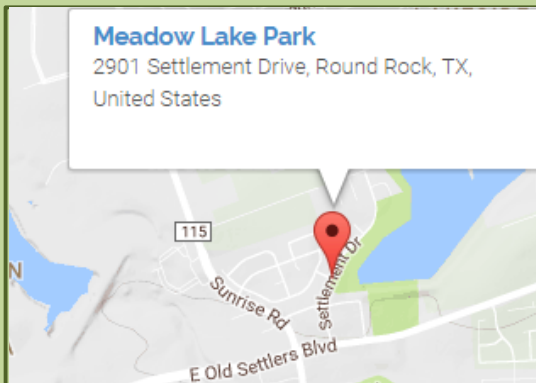 Meadow Lake Park
2901 Settlement Drive, Round Rock, TX,
United States
115
N
Settlement Dr
Sunrise Rd
E Old Settlers Blvd